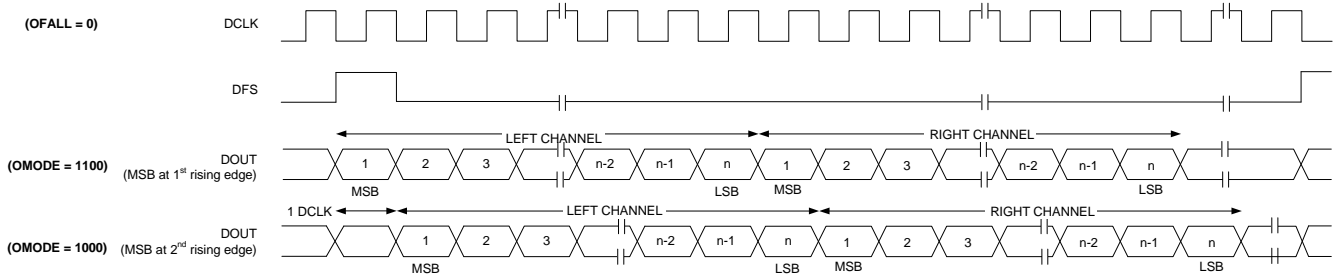 (OFALL = 0) DCLK
DFS
LEFT CHANNEL RIGHT CHANNEL
(OMODE = 1100) DOUT 1 2 3 n-2 n-1 n 1 2 3 n-2 n-1 n
(MSB at 1st rising edge)
MSB LSB MSB LSB
1 DCLK LEFT CHANNEL RIGHT CHANNEL
(OMODE = 1000) DOUT 1 2 3 n-2 n-1 n 1 2 3 n-2 n-1 n
(MSB at 2nd rising edge)
MSB LSB MSB LSB